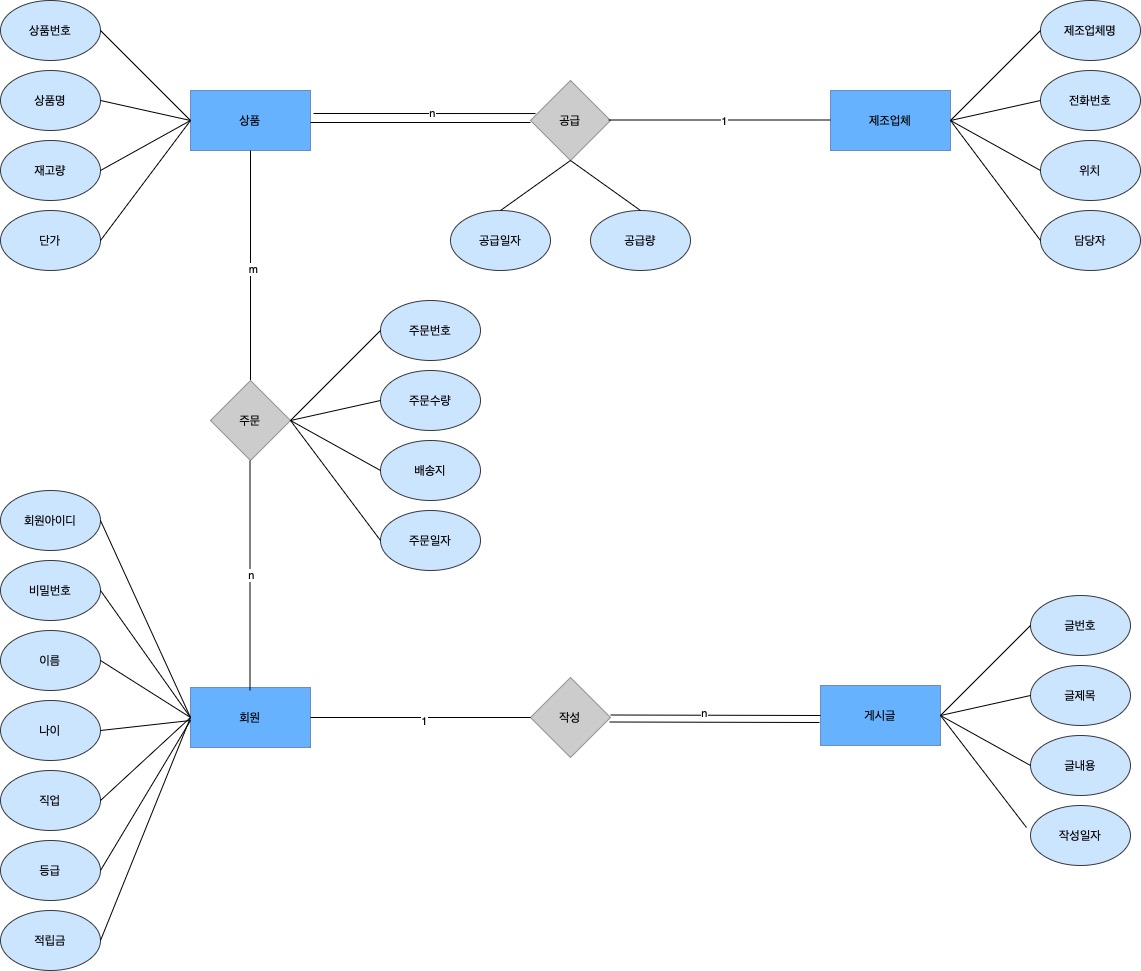 상품번호
상품명
재고량
단가
상품
n
공급
1
제조업체
제조업체명
전화번호
위치
담당자
공급일자
공급량
m
주문
주문번호
주문수량
배송지
주문일자
n
회원아이디
비밀번호
이름
나이
직업
등급
적립금
회원
1
작성
n
게시글
글번호
글제목
글내용
작성일자